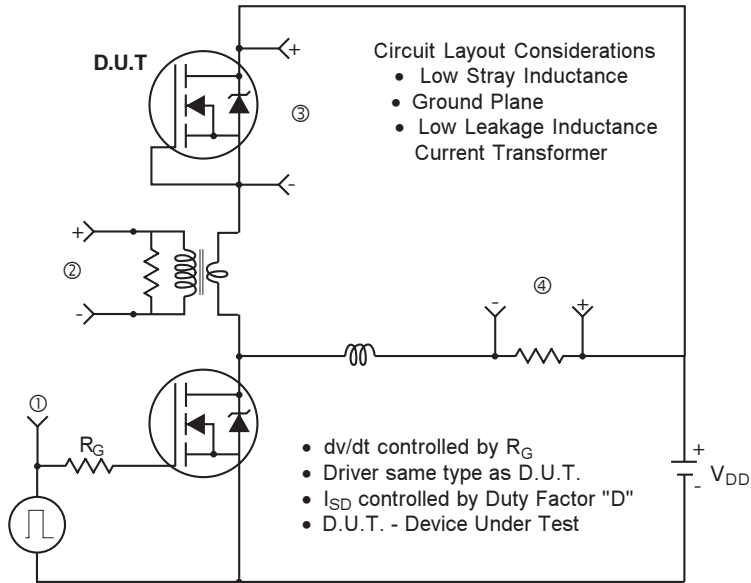 D.U.T
+
③
-
Circuit Layout Considerations
• Low Stray Inductance
• Ground Plane
• Low Leakage Inductance
Current Transformer
+
②
-
④
-
+
①
R_G
• dv/dt controlled by R_G
• Driver same type as D.U.T.
• I_SD controlled by Duty Factor "D"
• D.U.T. - Device Under Test
+
V_DD
-